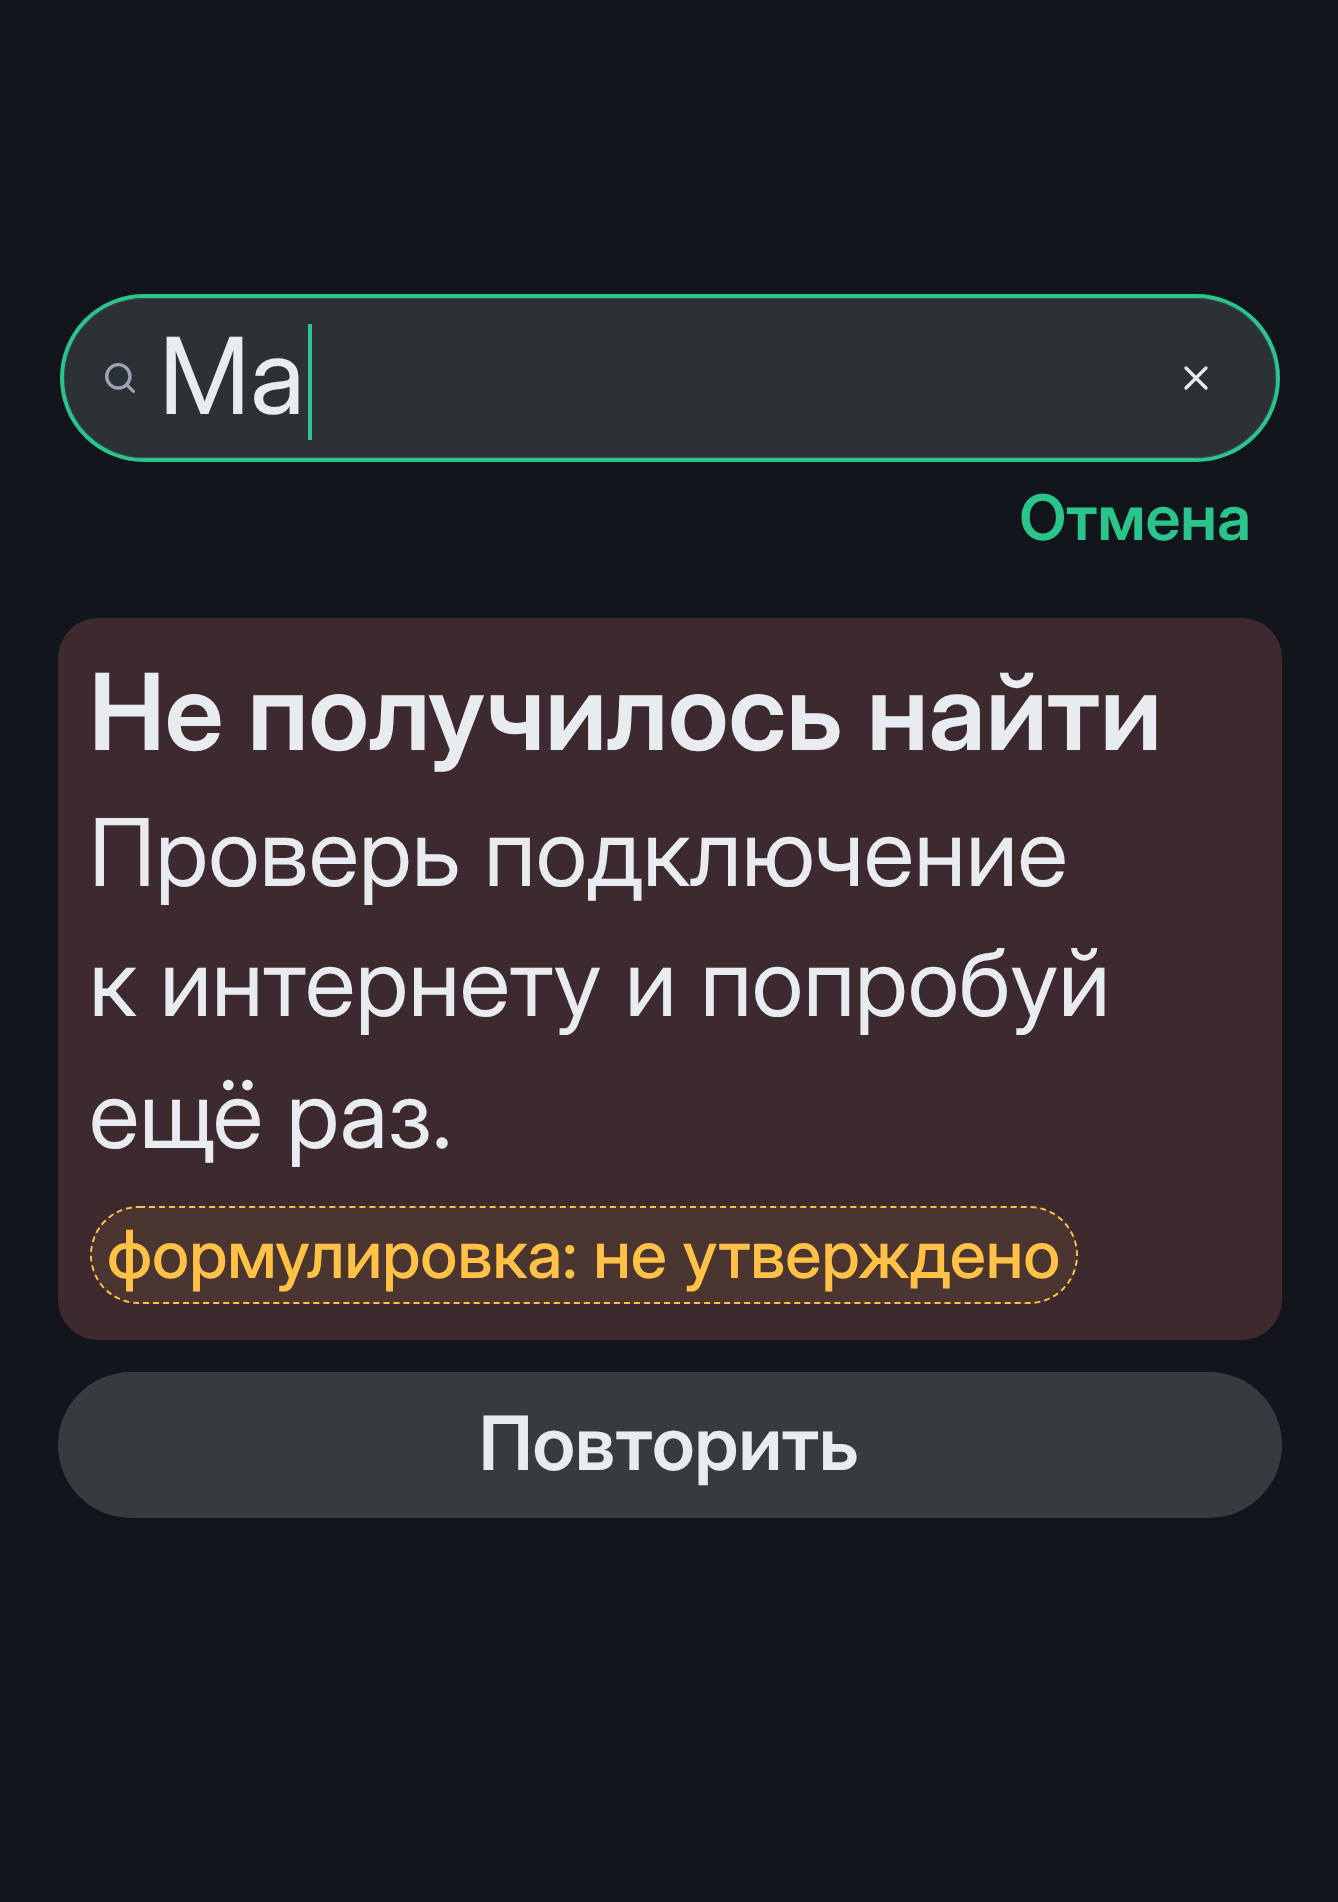 Ма
Отмена
Не получилось найти
Проверь подключение
к интернету и попробуй
ещё раз.
формулировка: не утверждено
Повторить